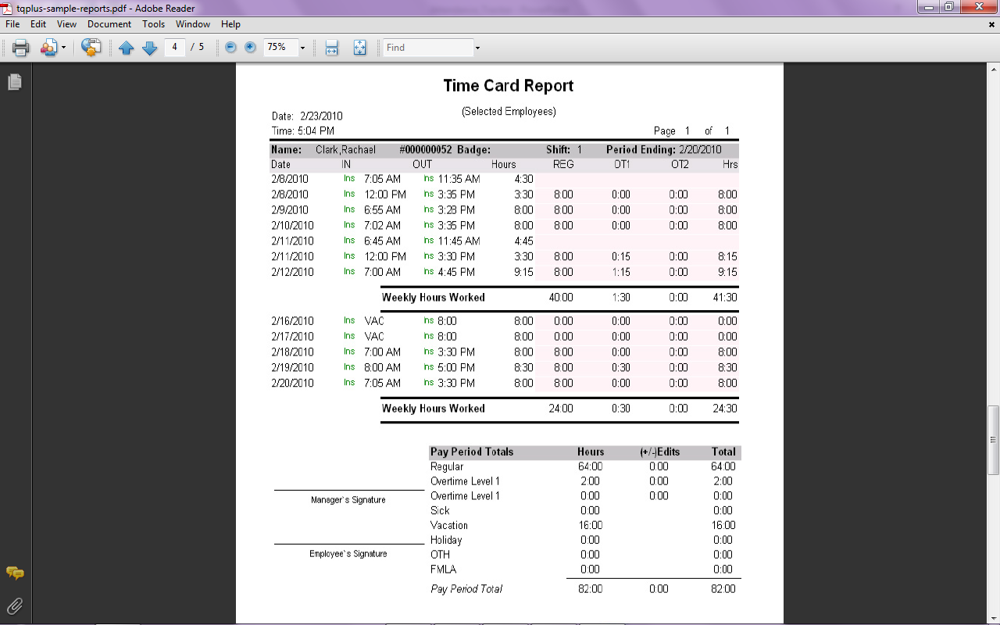 tqplus-sample-reports.pdf - Adobe Reader
File Edit View Document Tools Window Help
4 / 5 75% Find
Time Card Report
(Selected Employees)
Date: 2/23/2010
Time: 5:04 PM Page 1 of 1
Name: Clark,Rachael #000000052 Badge: Shift: 1 Period Ending: 2/20/2010
Date IN OUT Hours REG OT1 OT2 Hrs
2/8/2010 Ins 7:05 AM Ins 11:35 AM 4:30
2/8/2010 Ins 12:00 PM Ins 3:35 PM 3:30 8:00 0:00 0:00 8:00
2/9/2010 Ins 6:55 AM Ins 3:28 PM 8:00 8:00 0:00 0:00 8:00
2/10/2010 Ins 7:02 AM Ins 3:35 PM 8:00 8:00 0:00 0:00 8:00
2/11/2010 Ins 6:45 AM Ins 11:45 AM 4:45
2/11/2010 Ins 12:00 PM Ins 3:30 PM 3:30 8:00 0:15 0:00 8:15
2/12/2010 Ins 7:00 AM Ins 4:45 PM 9:15 8:00 1:15 0:00 9:15
Weekly Hours Worked 40:00 1:30 0:00 41:30
2/16/2010 Ins VAC Ins 8:00 8:00 0:00 0:00 0:00 0:00
2/17/2010 Ins VAC Ins 8:00 8:00 0:00 0:00 0:00 0:00
2/18/2010 Ins 7:00 AM Ins 3:30 PM 8:00 8:00 0:00 0:00 8:00
2/19/2010 Ins 8:00 AM Ins 5:00 PM 8:30 8:00 0:30 0:00 8:30
2/20/2010 Ins 7:05 AM Ins 3:30 PM 8:00 8:00 0:00 0:00 8:00
Weekly Hours Worked 24:00 0:30 0:00 24:30
Pay Period Totals Hours (+/-)Edits Total
Regular 64:00 0:00 64:00
Overtime Level 1 2:00 0:00 2:00
Overtime Level 1 0:00 0:00 0:00
Manager`s Signature
Sick 0:00 0:00
Vacation 16:00 16:00
Holiday 0:00 0:00
OTH 0:00 0:00
Employee`s Signature
FMLA 0:00 0:00
Pay Period Total 82:00 0:00 82:00